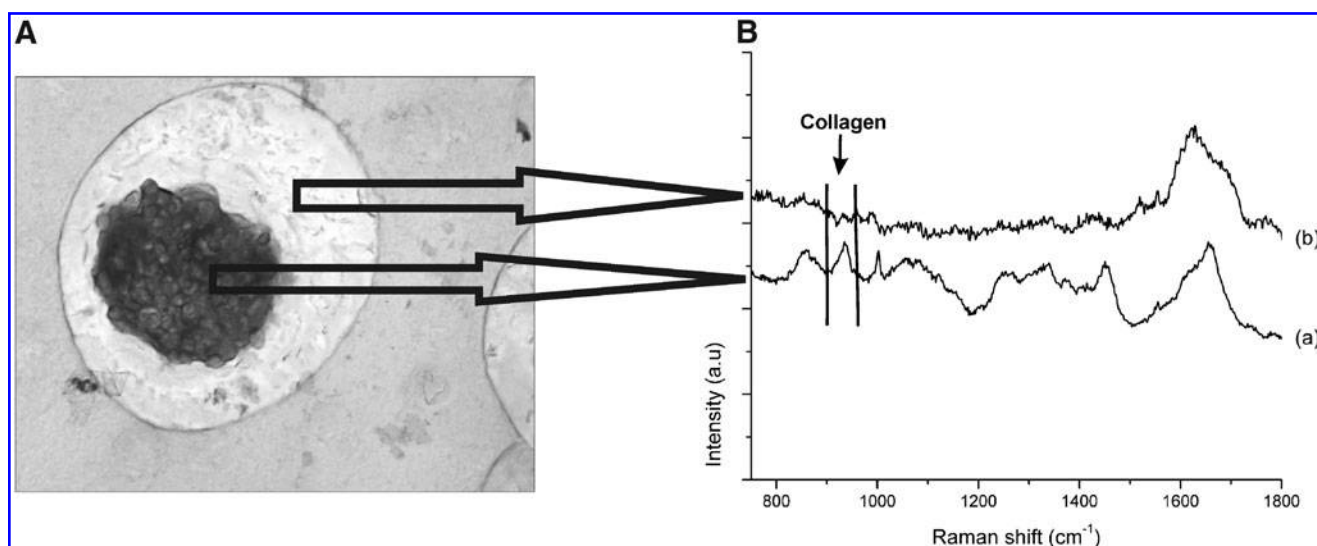 A
B
Collagen
(b)
(a)
Intensity (a.u)
800 1000 1200 1400 1600 1800
Raman shift (cm⁻¹)